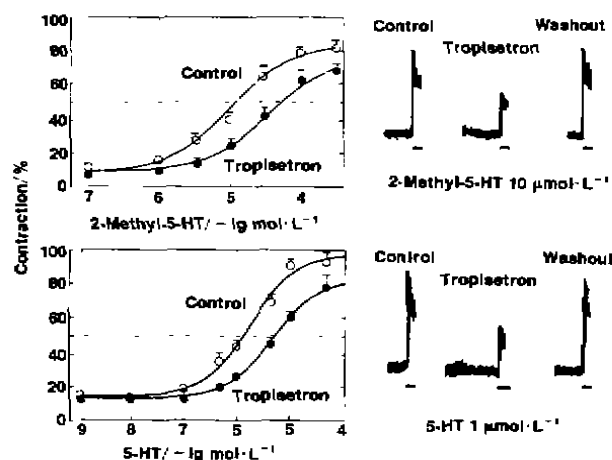 Contraction/%
100
80
60
40
20
0
Control
Tropisetron
7 6 5 4
2-Methyl-5-HT/ − lg mol·L⁻¹
Control Washout
Tropisetron
2-Methyl-5-HT 10 μmol·L⁻¹
100
80
60
40
20
0
Control
Tropisetron
9 8 7 6 5 4
5-HT/ − lg mol·L⁻¹
Control Washout
Tropisetron
5-HT 1 μmol·L⁻¹